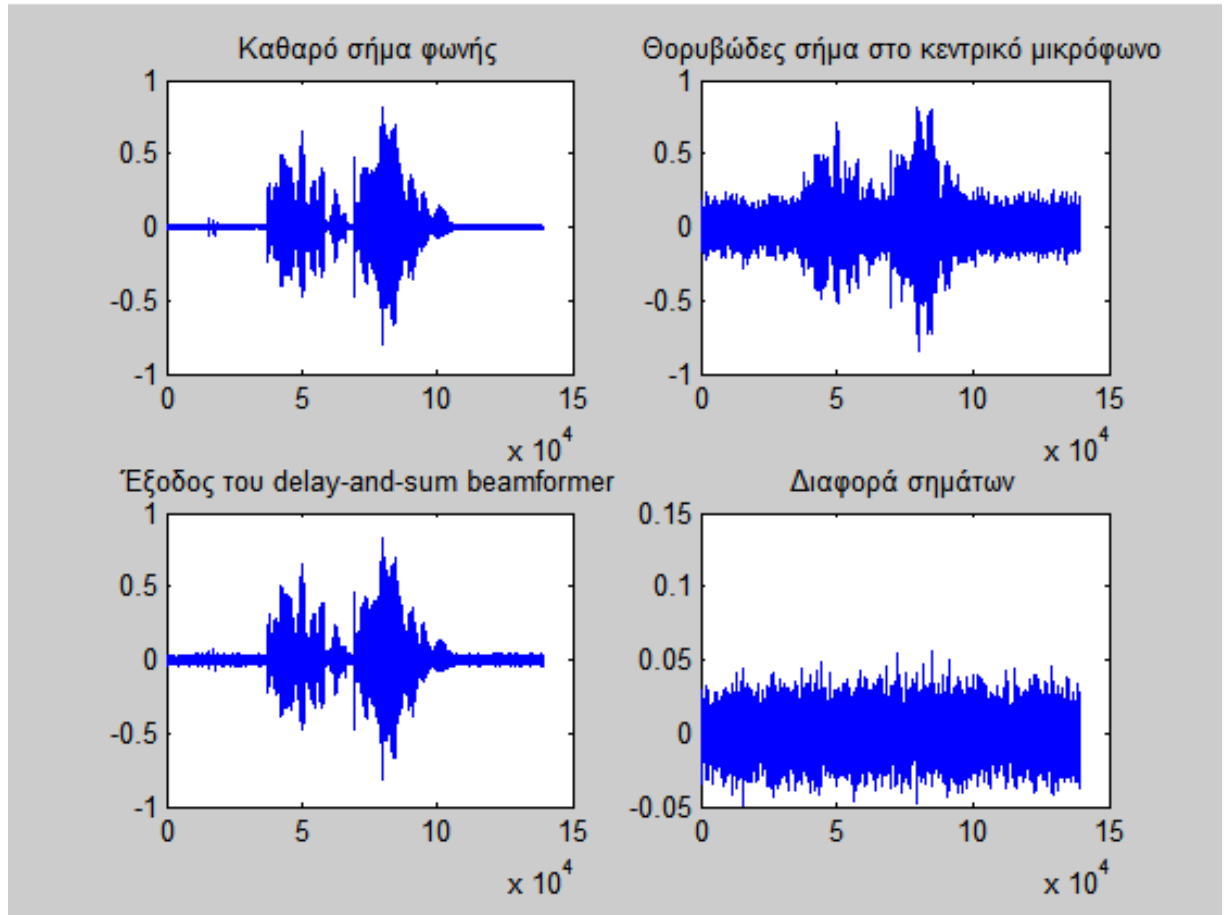 Καθαρό σήμα φωνής
1
0.5
0
-0.5
-1
0 5 10 15
x 10^4
Θορυβώδες σήμα στο κεντρικό μικρόφωνο
1
0.5
0
-0.5
-1
0 5 10 15
x 10^4
Έξοδος του delay-and-sum beamformer
1
0.5
0
-0.5
-1
0 5 10 15
x 10^4
Διαφορά σημάτων
0.15
0.1
0.05
0
-0.05
0 5 10 15
x 10^4